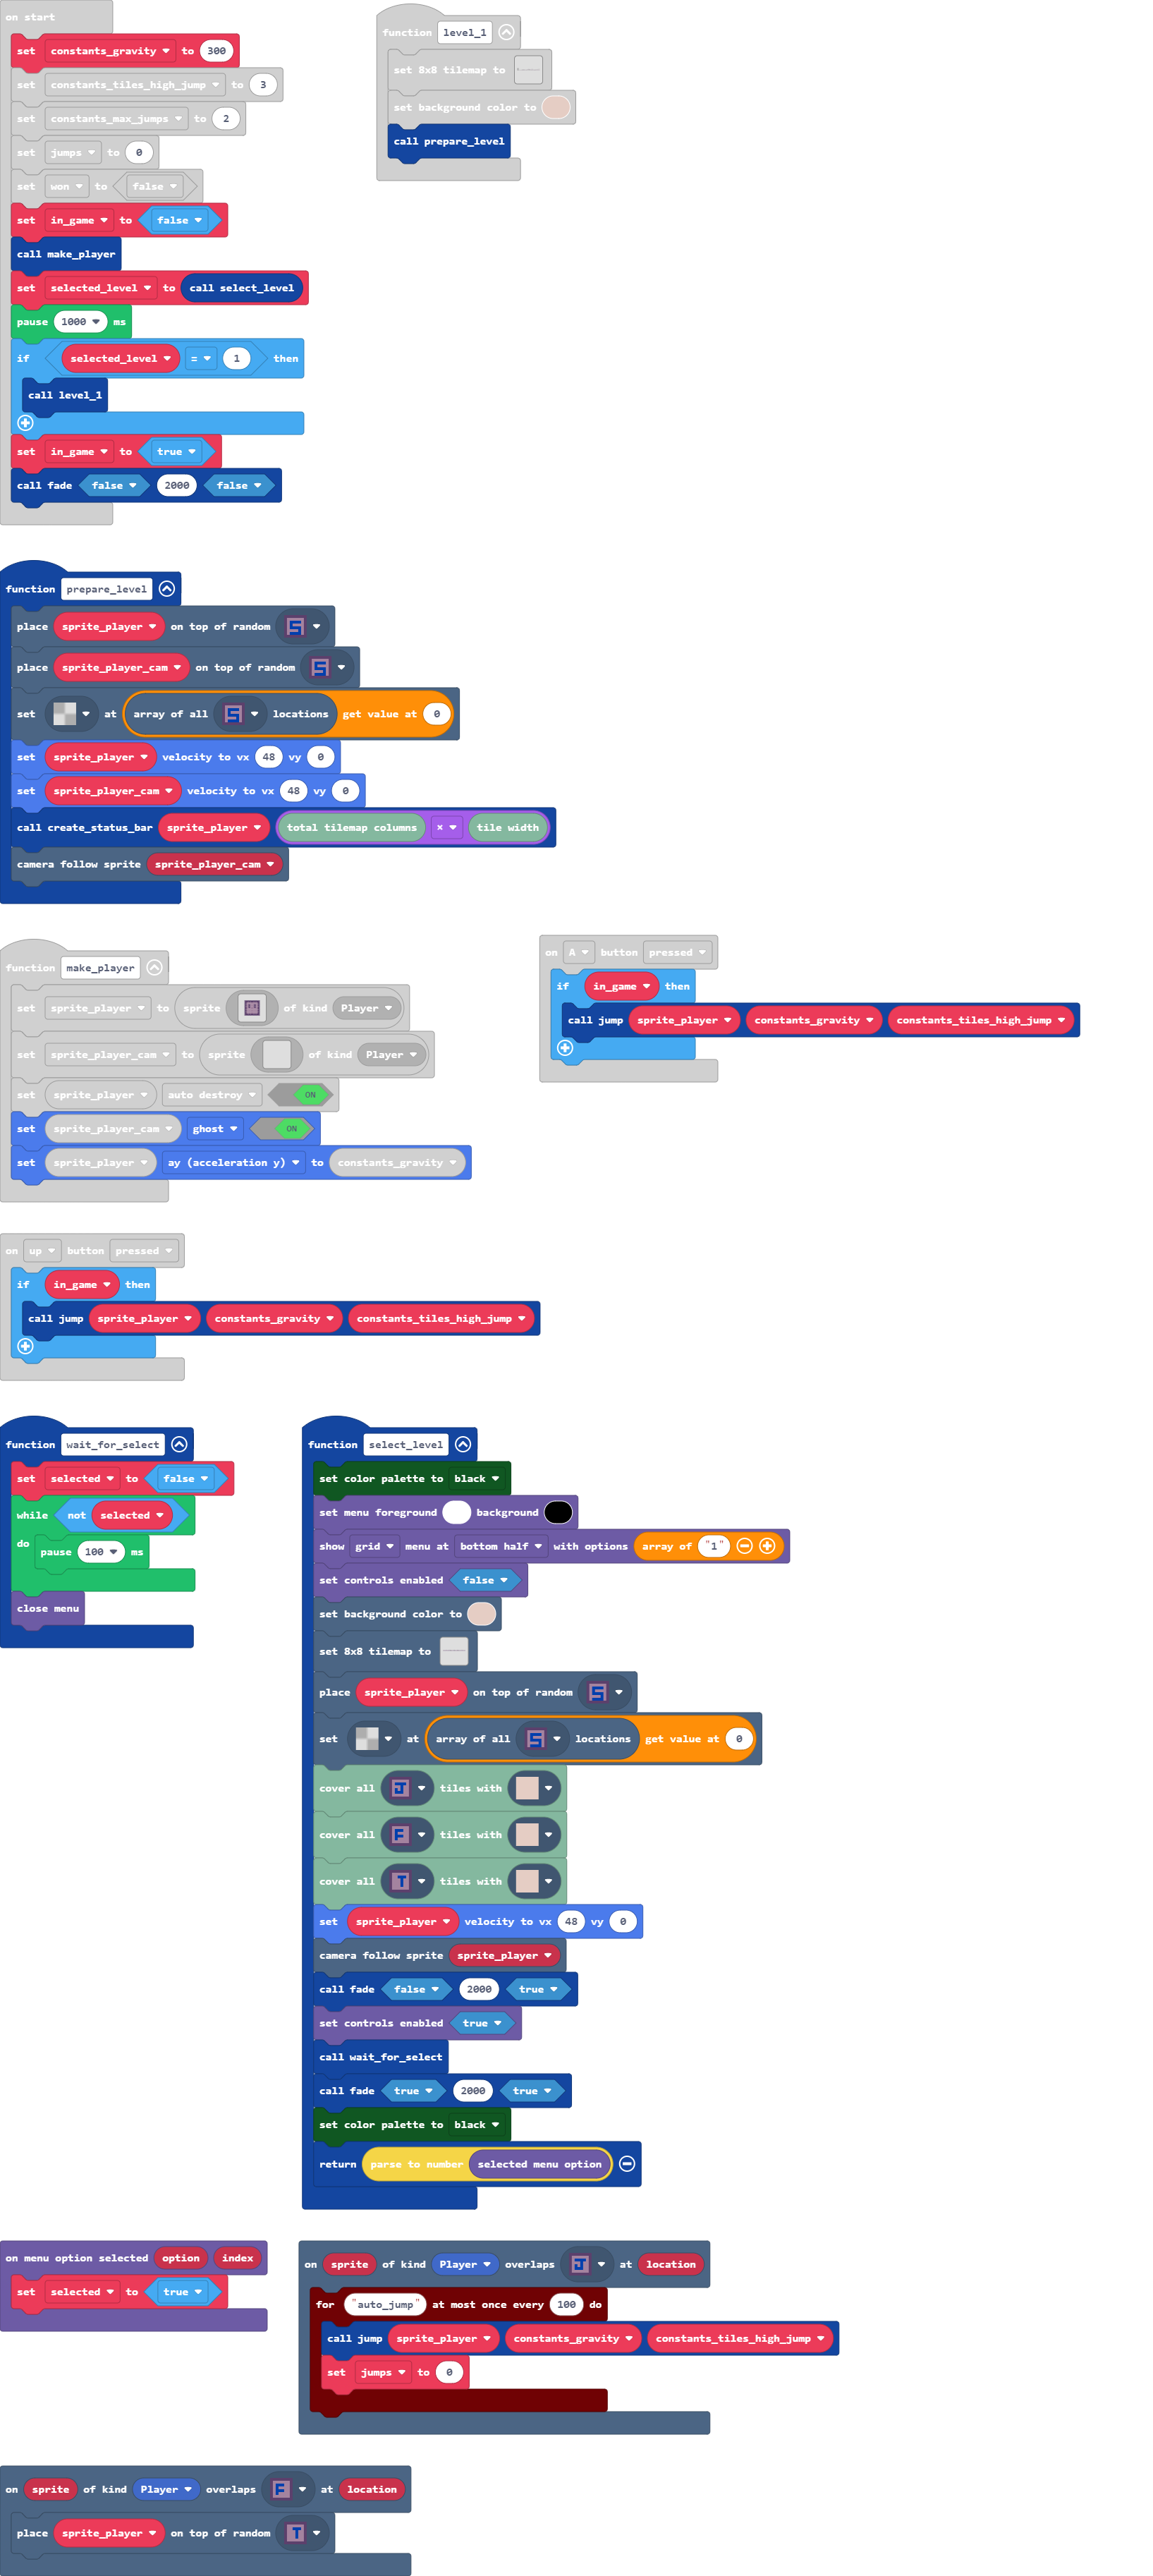 on start
set constants_gravity to 300
set constants_tiles_high_jump to 3
set constants_max_jumps to 2
set jumps to 0
set won to false
set in_game to false
call make_player
set selected_level to call select_level
pause 1000 ms
if selected_level = 1 then
call level_1
set in_game to true
call fade false 2000 false
function level_1
set 8x8 tilemap to
set background color to
call prepare_level
function prepare_level
place sprite_player on top of random S
place sprite_player_cam on top of random S
set at array of all S locations get value at 0
set sprite_player velocity to vx 48 vy 0
set sprite_player_cam velocity to vx 48 vy 0
call create_status_bar sprite_player total tilemap columns × tile width
camera follow sprite sprite_player_cam
function make_player
set sprite_player to sprite of kind Player
set sprite_player_cam to sprite of kind Player
set sprite_player auto destroy ON
set sprite_player_cam ghost ON
set sprite_player ay (acceleration y) to constants_gravity
on A button pressed
if in_game then
call jump sprite_player constants_gravity constants_tiles_high_jump
on up button pressed
if in_game then
call jump sprite_player constants_gravity constants_tiles_high_jump
function wait_for_select
set selected to false
while not selected
do
pause 100 ms
close menu
function select_level
set color palette to black
set menu foreground background
show grid menu at bottom half with options array of "1"
set controls enabled false
set background color to
set 8x8 tilemap to
place sprite_player on top of random S
set at array of all S locations get value at 0
cover all J tiles with
cover all F tiles with
cover all T tiles with
set sprite_player velocity to vx 48 vy 0
camera follow sprite sprite_player
call fade false 2000 true
set controls enabled true
call wait_for_select
call fade true 2000 true
set color palette to black
return parse to number selected menu option
on menu option selected option index
set selected to true
on sprite of kind Player overlaps J at location
for "auto_jump" at most once every 100 do
call jump sprite_player constants_gravity constants_tiles_high_jump
set jumps to 0
on sprite of kind Player overlaps F at location
place sprite_player on top of random T